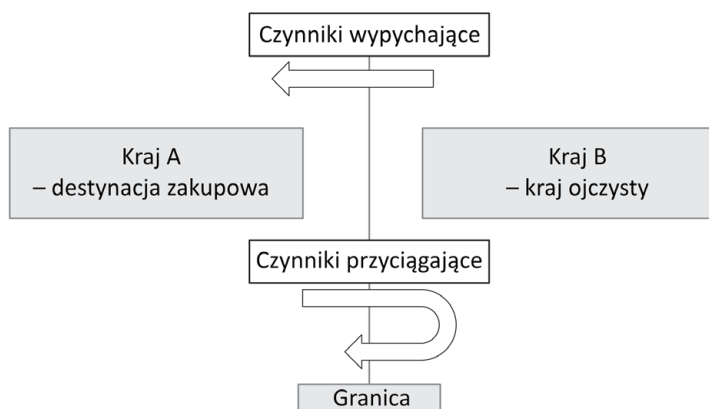 Czynniki wypychające
Kraj A
– destynacja zakupowa
Kraj B
– kraj ojczysty
Czynniki przyciągające
Granica